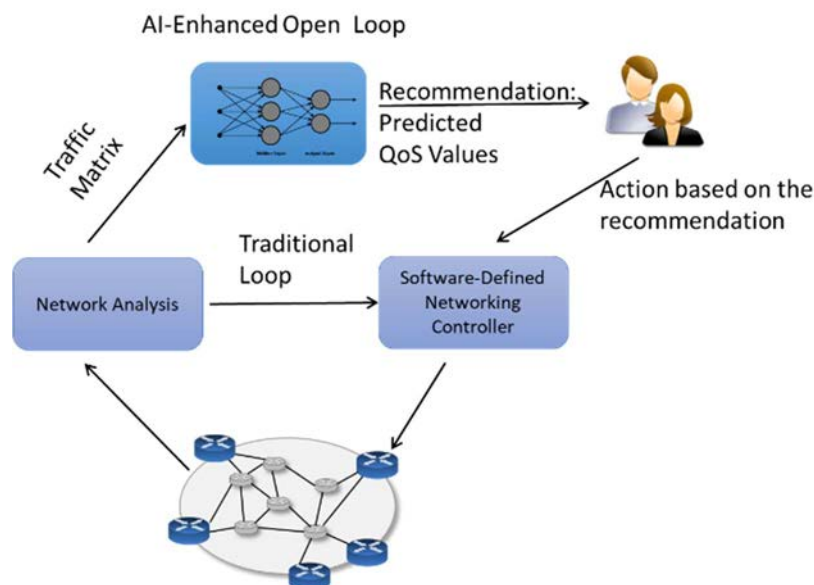 AI-Enhanced Open Loop
Traffic
Matrix
Recommendation:
Predicted
QoS Values
Action based on the
recommendation
Traditional
Loop
Network Analysis
Software-Defined
Networking
Controller